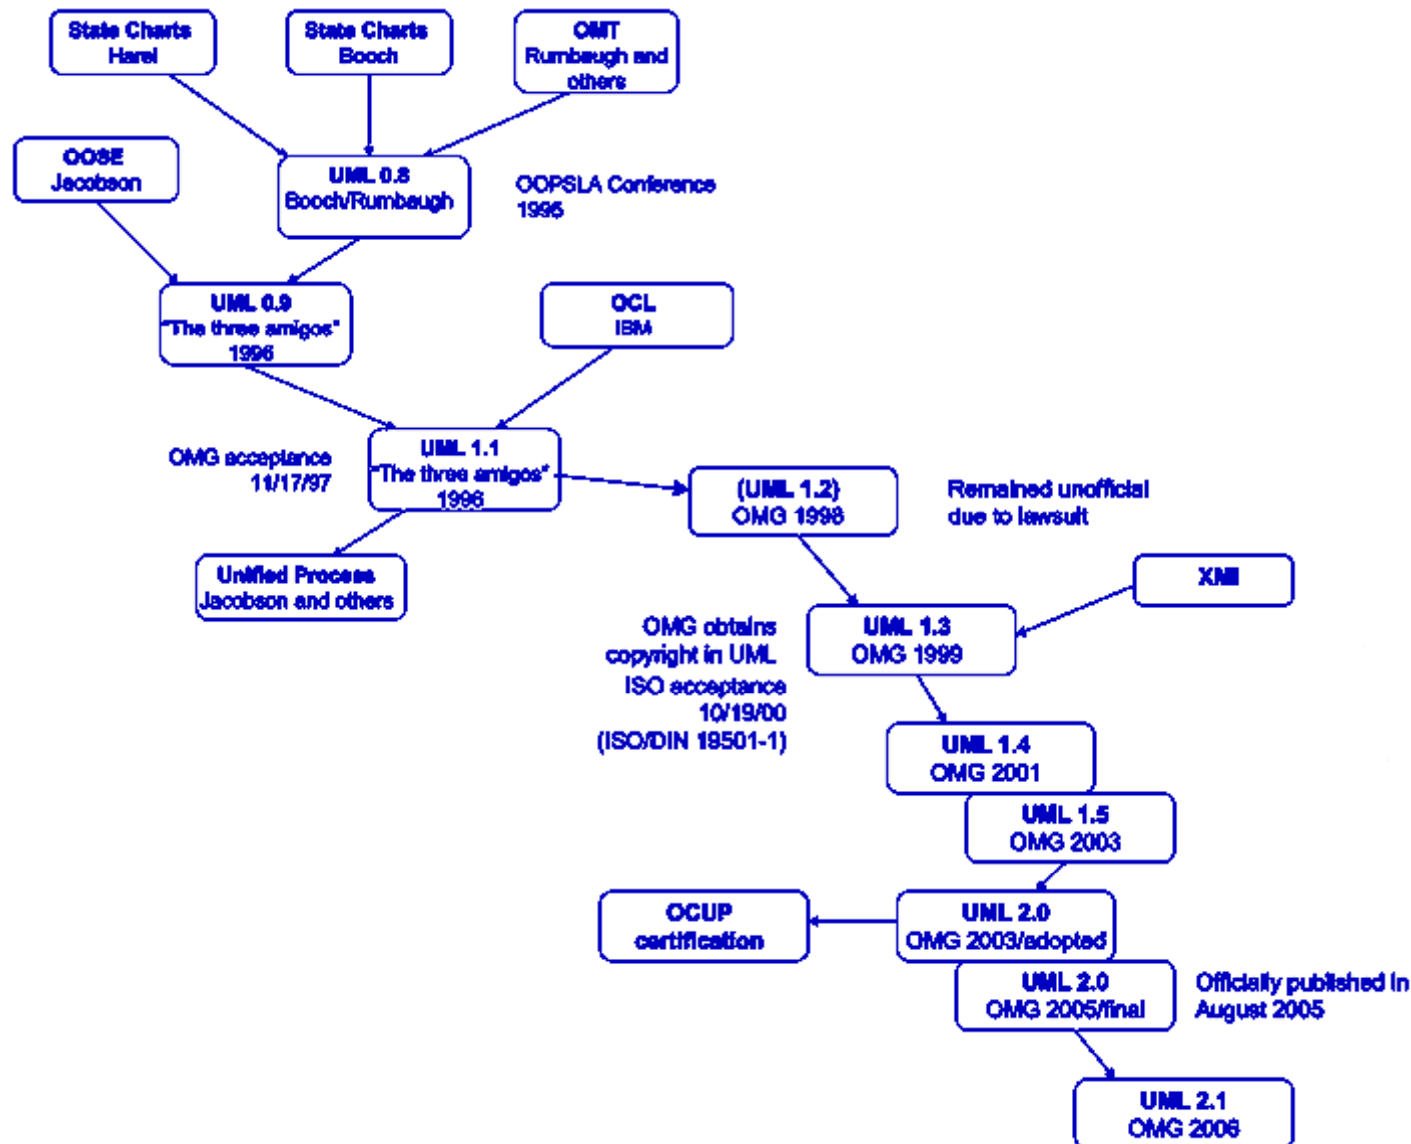 State Charts
Harel
State Charts
Booch
OMT
Rumbaugh and
others
OOSE
Jacobson
UML 0.8
Booch/Rumbaugh
OOPSLA Conference
1995
UML 0.9
"The three amigos"
1996
OCL
IBM
OMG acceptance
11/17/97
UML 1.1
"The three amigos"
1996
(UML 1.2)
OMG 1998
Remained unofficial
due to lawsuit
Unified Process
Jacobson and others
XMI
OMG obtains
copyright in UML
ISO acceptance
10/19/00
(ISO/DIN 19501-1)
UML 1.3
OMG 1999
UML 1.4
OMG 2001
UML 1.5
OMG 2003
OCUP
certification
UML 2.0
OMG 2003/adopted
UML 2.0
OMG 2005/final
Officially published in
August 2005
UML 2.1
OMG 2006